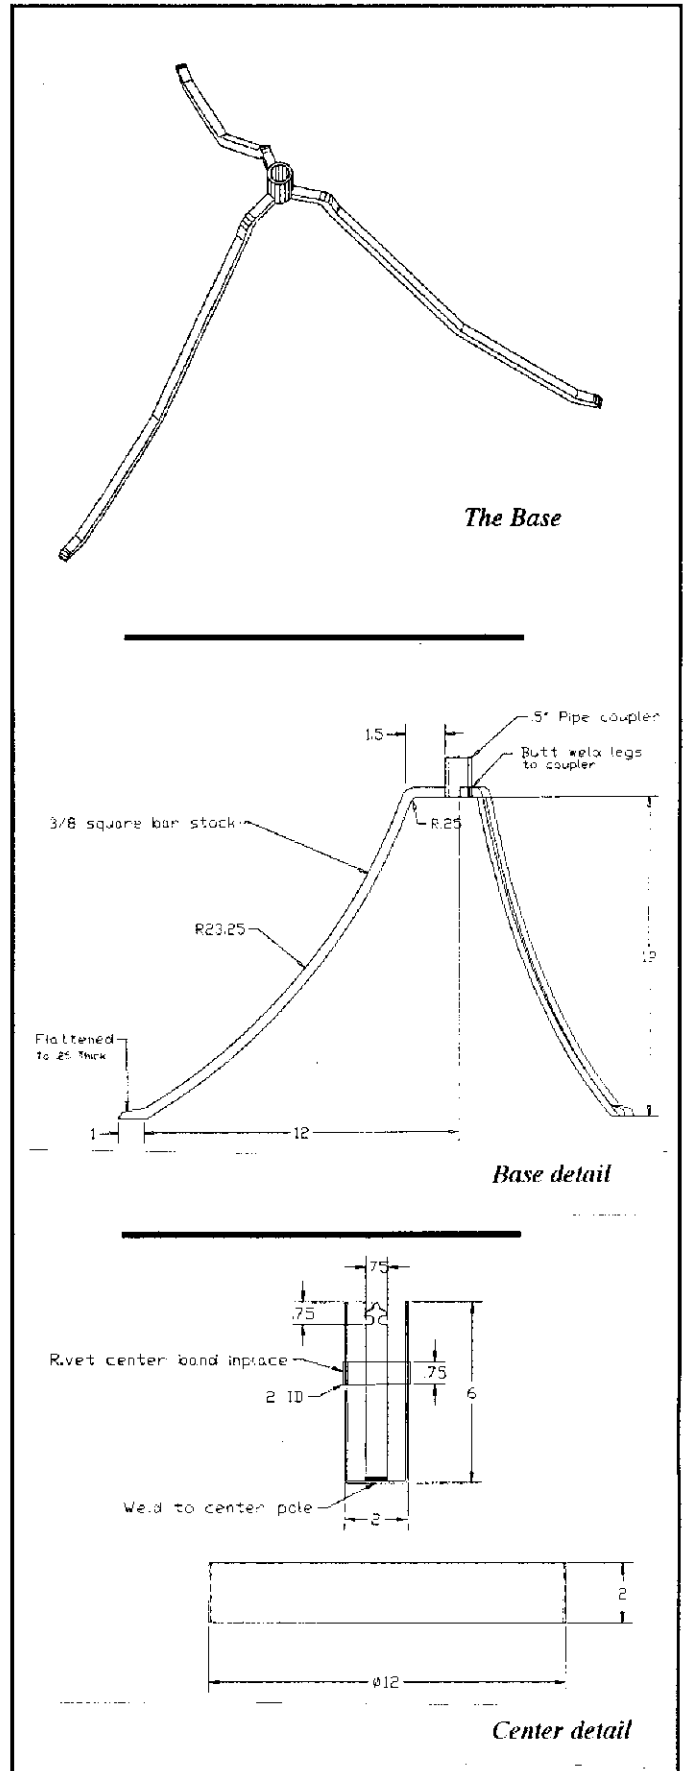 The Base
1.5
.5" Pipe coupler
Butt weld legs
to coupler
3/8 square bar stock
R.25
R23.25
12
Flattened
To .25 Thick
1
12
Base detail
.75
.75
Rivet center band inplace
.75
2 ID
6
Weld to center pole
2
2
ø12
Center detail